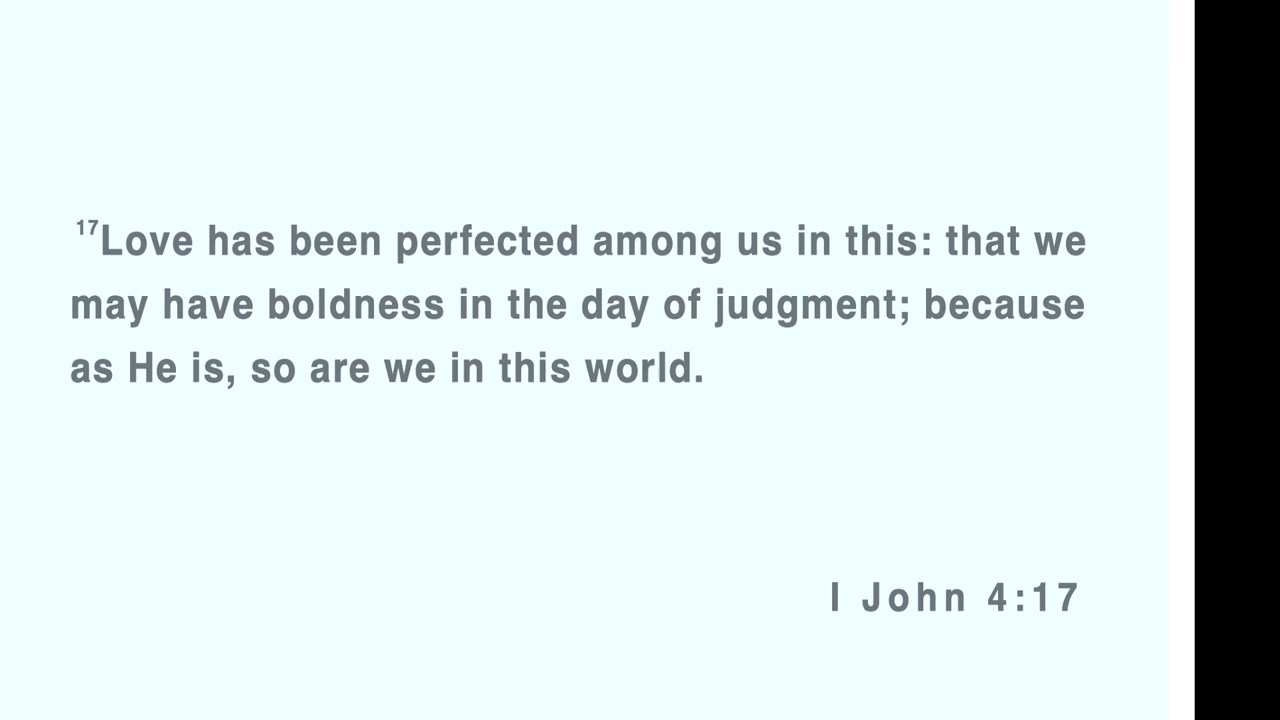 17Love has been perfected among us in this: that we
may have boldness in the day of judgment; because
as He is, so are we in this world.
I John 4:17